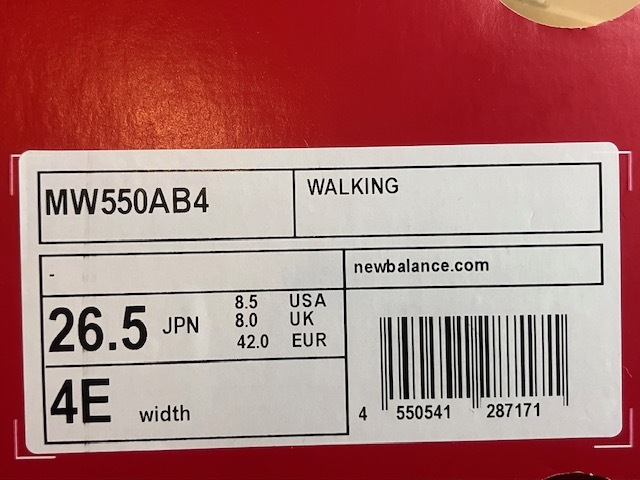 MW550AB4
WALKING
-
newbalance.com
26.5 JPN
8.5 USA
8.0 UK
42.0 EUR
4E width
4 550541 287171